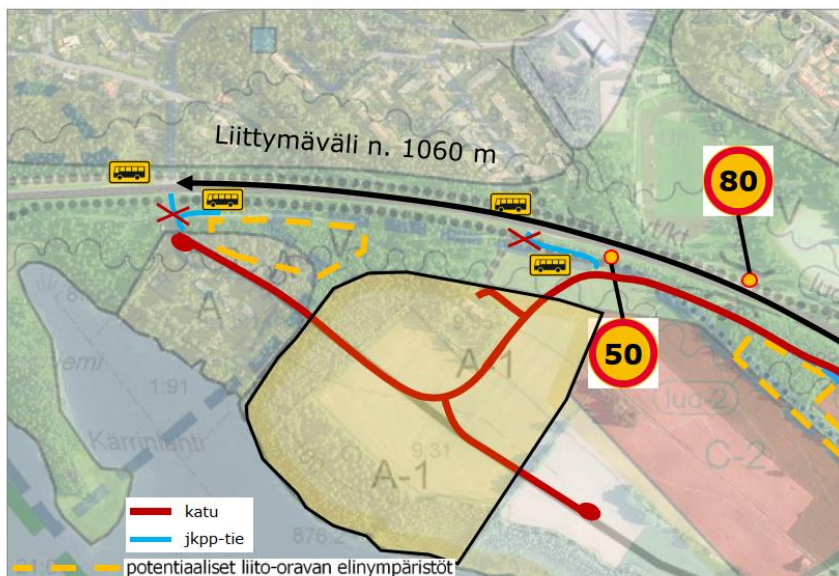 Y
Liittymäväli n. 1060 m
80
V
vt/kt
V
A
50
A-1
luo-2
1:91
Kärrinlahti
9:31
C-2
A-1
876:2
katu
jkpp-tie
potentiaaliset liito-oravan elinympäristöt